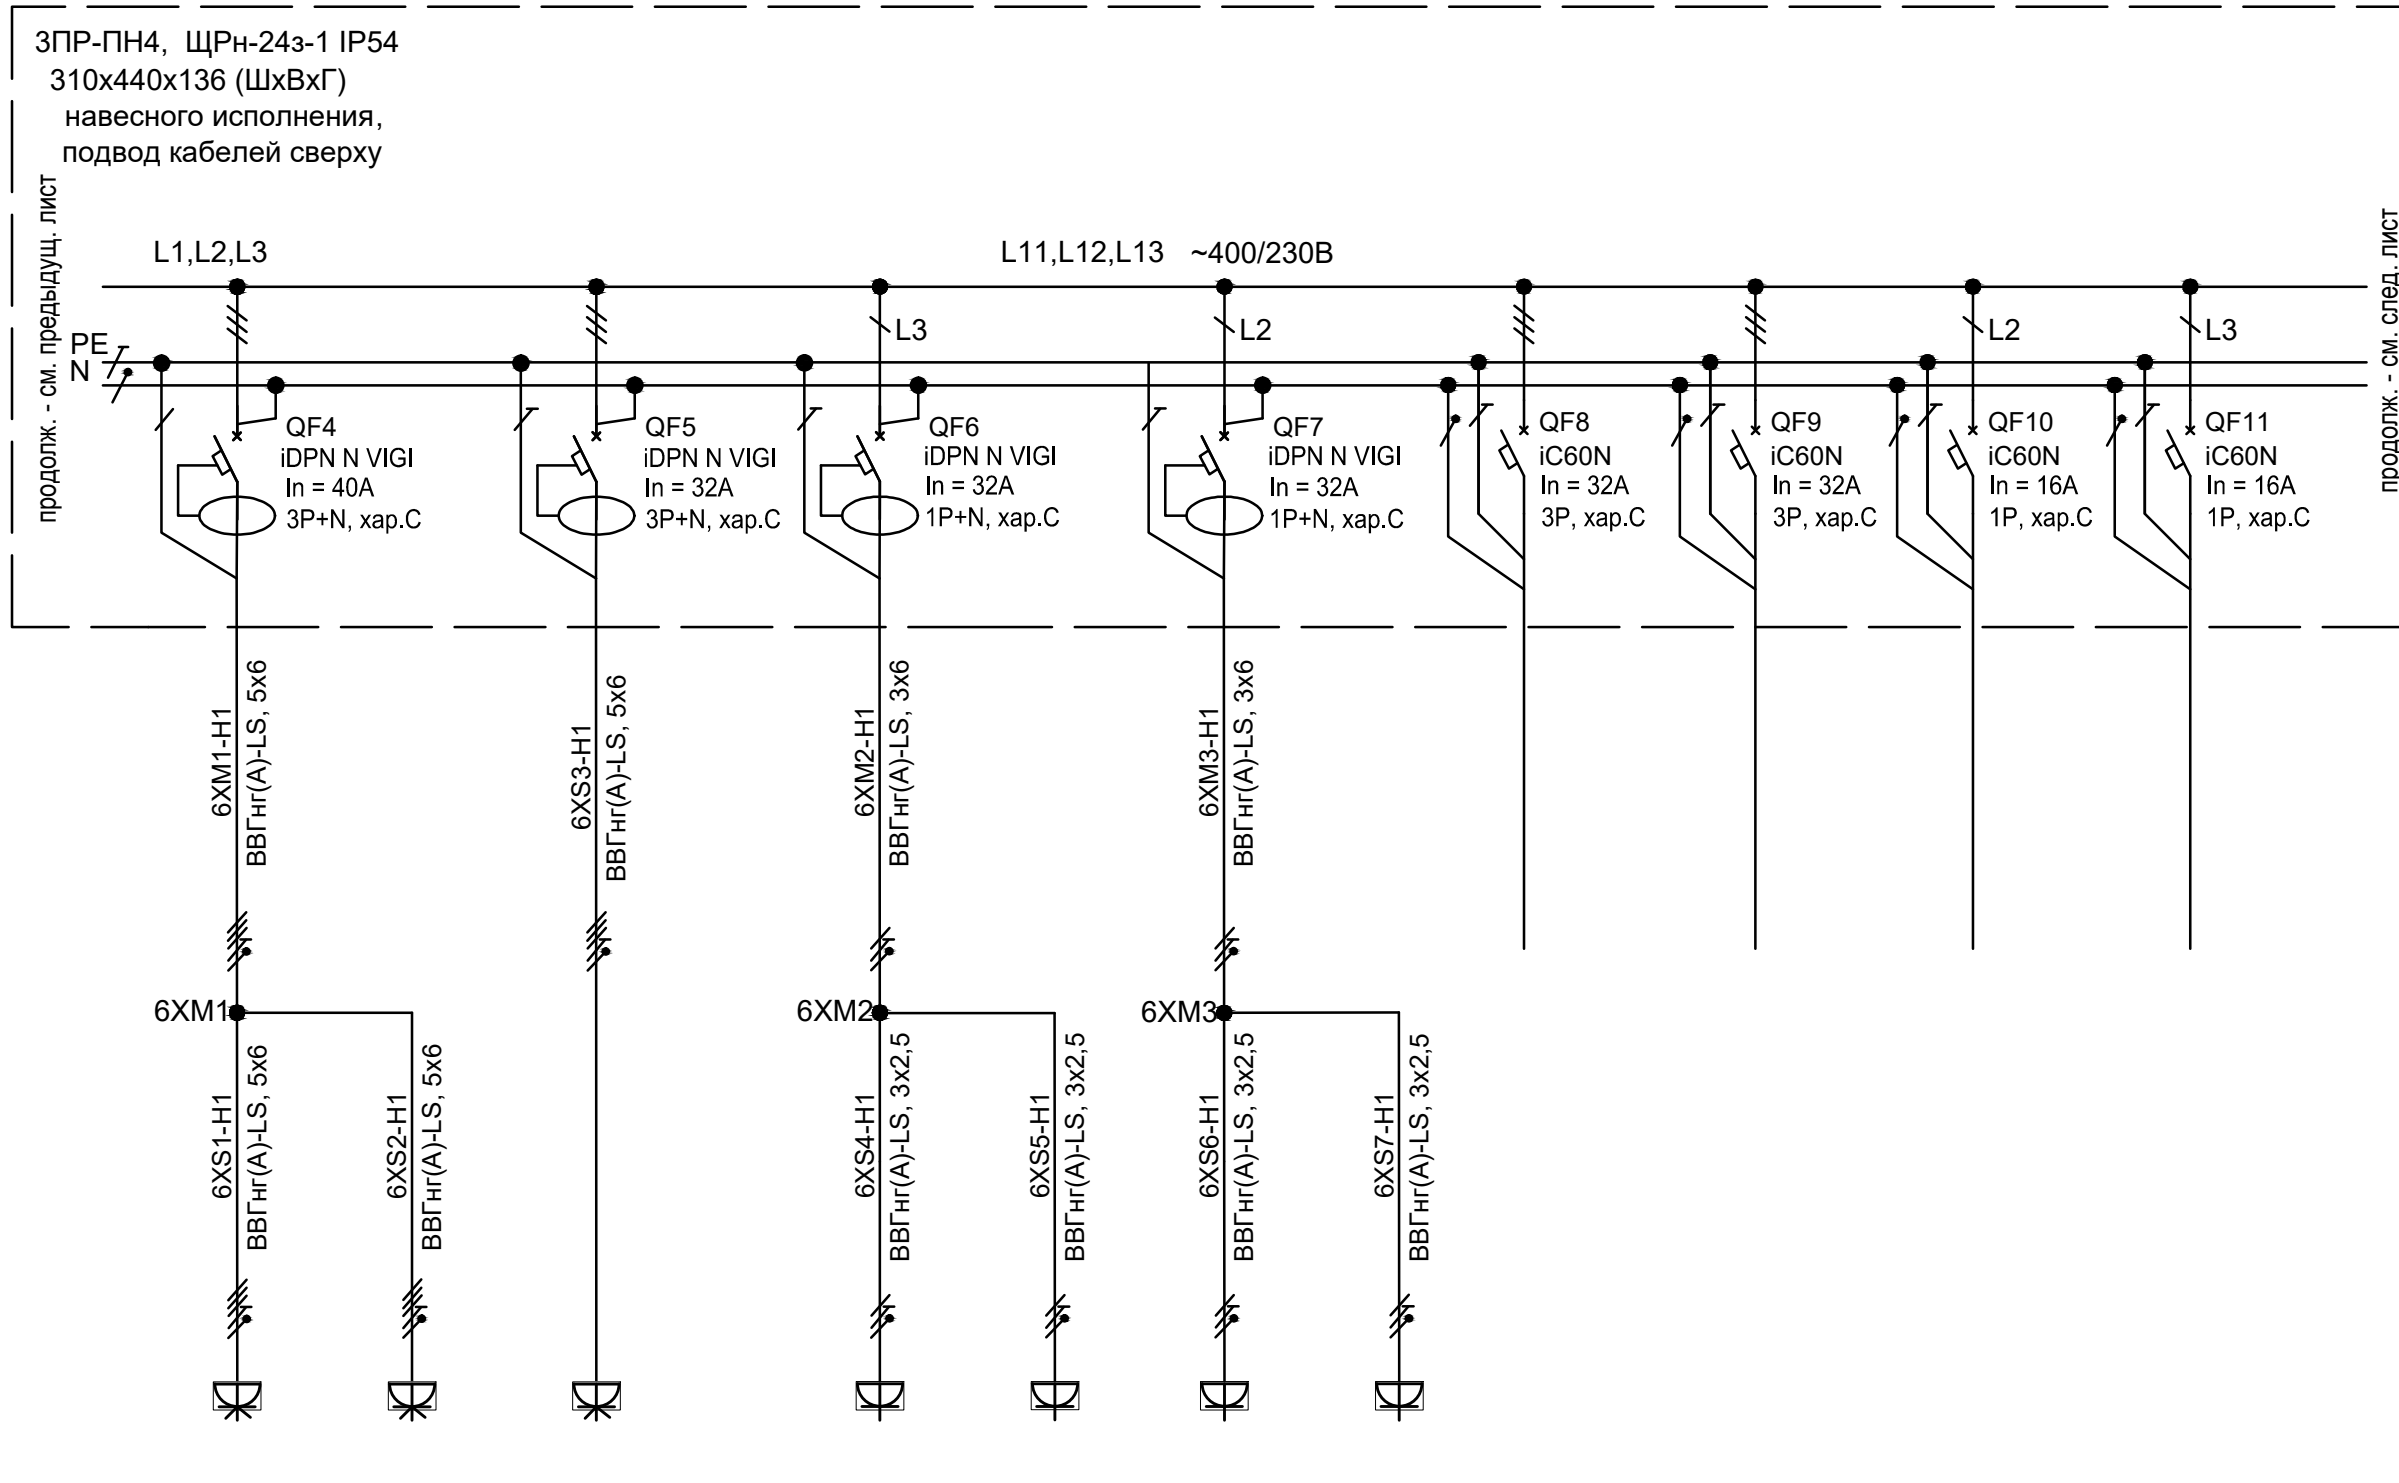 3ПР-ПН4, ЩРн-24з-1 IP54
310х440х136 (ШхВхГ)
навесного исполнения,
подвод кабелей сверху
продолж. - см. предыдущ. лист
L1,L2,L3
L11,L12,L13 ~400/230В
продолж. - см. след. лист
L3
L2
L2
L3
PE
N
QF4
iDPN N VIGI
In = 40A
3P+N, хар.С
QF5
iDPN N VIGI
In = 32A
3P+N, хар.С
QF6
iDPN N VIGI
In = 32A
1P+N, хар.С
QF7
iDPN N VIGI
In = 32A
1P+N, хар.С
QF8
iC60N
In = 32A
3P, хар.С
QF9
iC60N
In = 32A
3P, хар.С
QF10
iC60N
In = 16A
1P, хар.С
QF11
iC60N
In = 16A
1P, хар.С
6XM1-H1
ВВГнг(А)-LS, 5х6
6XS3-H1
ВВГнг(А)-LS, 5х6
6XM2-H1
ВВГнг(А)-LS, 3х6
6XM3-H1
ВВГнг(А)-LS, 3х6
6XM1
6XM2
6XM3
6XS1-H1
ВВГнг(А)-LS, 5х6
6XS2-H1
ВВГнг(А)-LS, 5х6
6XS4-H1
ВВГнг(А)-LS, 3х2,5
6XS5-H1
ВВГнг(А)-LS, 3х2,5
6XS6-H1
ВВГнг(А)-LS, 3х2,5
6XS7-H1
ВВГнг(А)-LS, 3х2,5